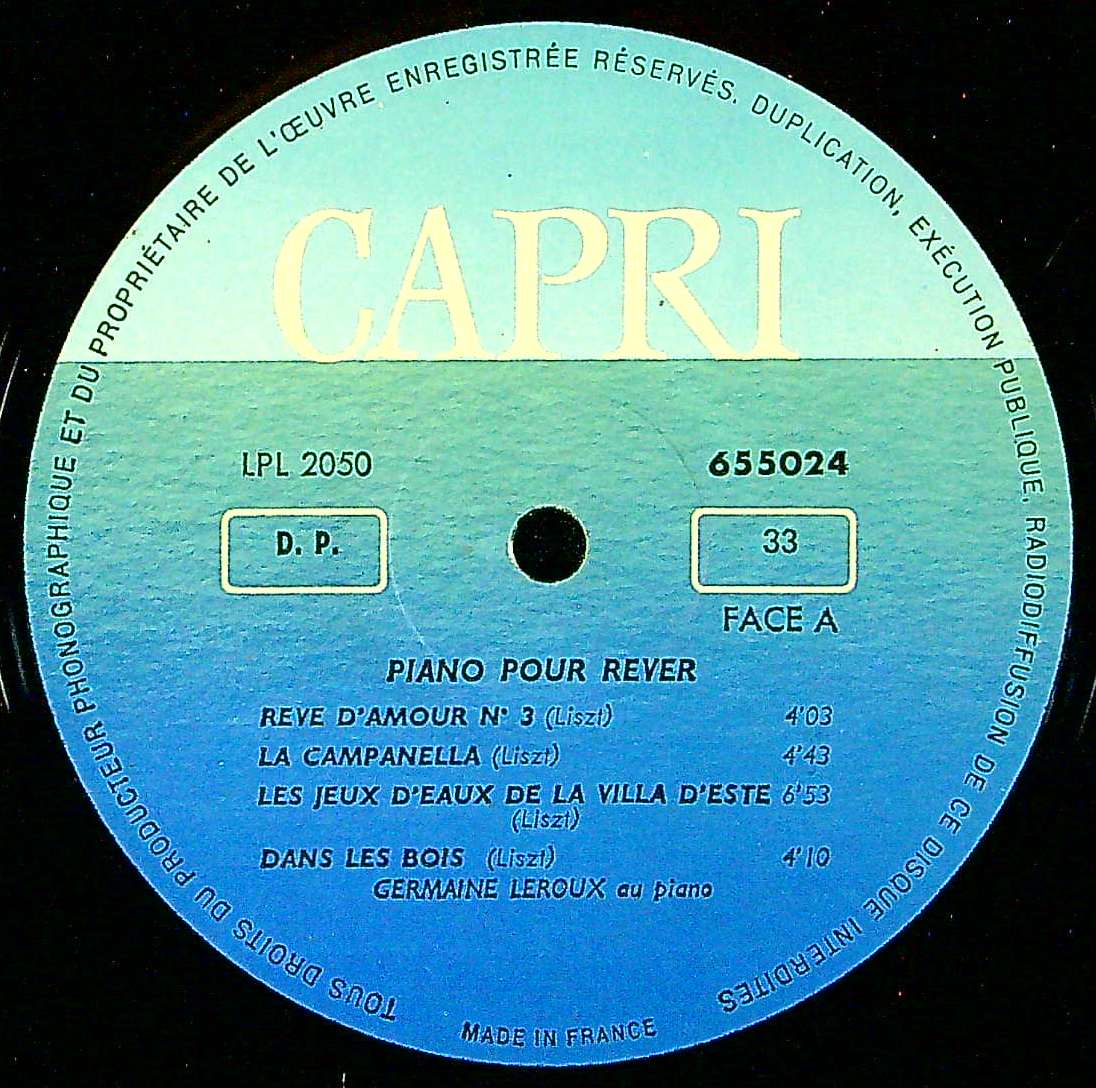 TOUS DROITS DU PRODUCTEUR PHONOGRAPHIQUE ET DU PROPRIÉTAIRE DE L'ŒUVRE ENREGISTRÉE RÉSERVÉS. DUPLICATION, EXÉCUTION PUBLIQUE, RADIODIFFUSION DE CE DISQUE INTERDITES
CAPRI
LPL 2050 655024
D. P. 33
FACE A
PIANO POUR REVER
REVE D'AMOUR N° 3 (Liszt) 4'03
LA CAMPANELLA (Liszt) 4'43
LES JEUX D'EAUX DE LA VILLA D'ESTE 6'53
(Liszt)
DANS LES BOIS (Liszt) 4'10
GERMAINE LEROUX au piano
MADE IN FRANCE